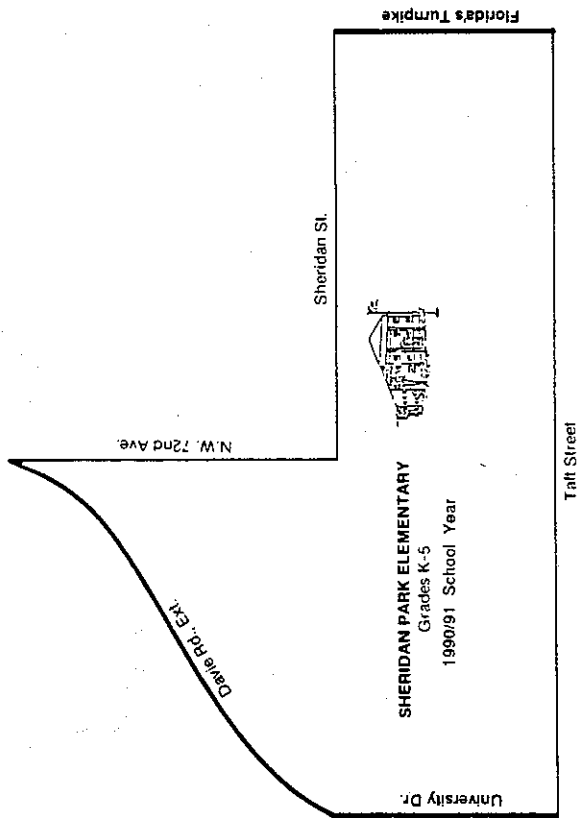 Florida's Turnpike
Sheridan St.
N.W. 72nd Ave.
Davie Rd., Ext.
SHERIDAN PARK ELEMENTARY
Grades K-5
1990/91 School Year
University Dr.
Taft Street